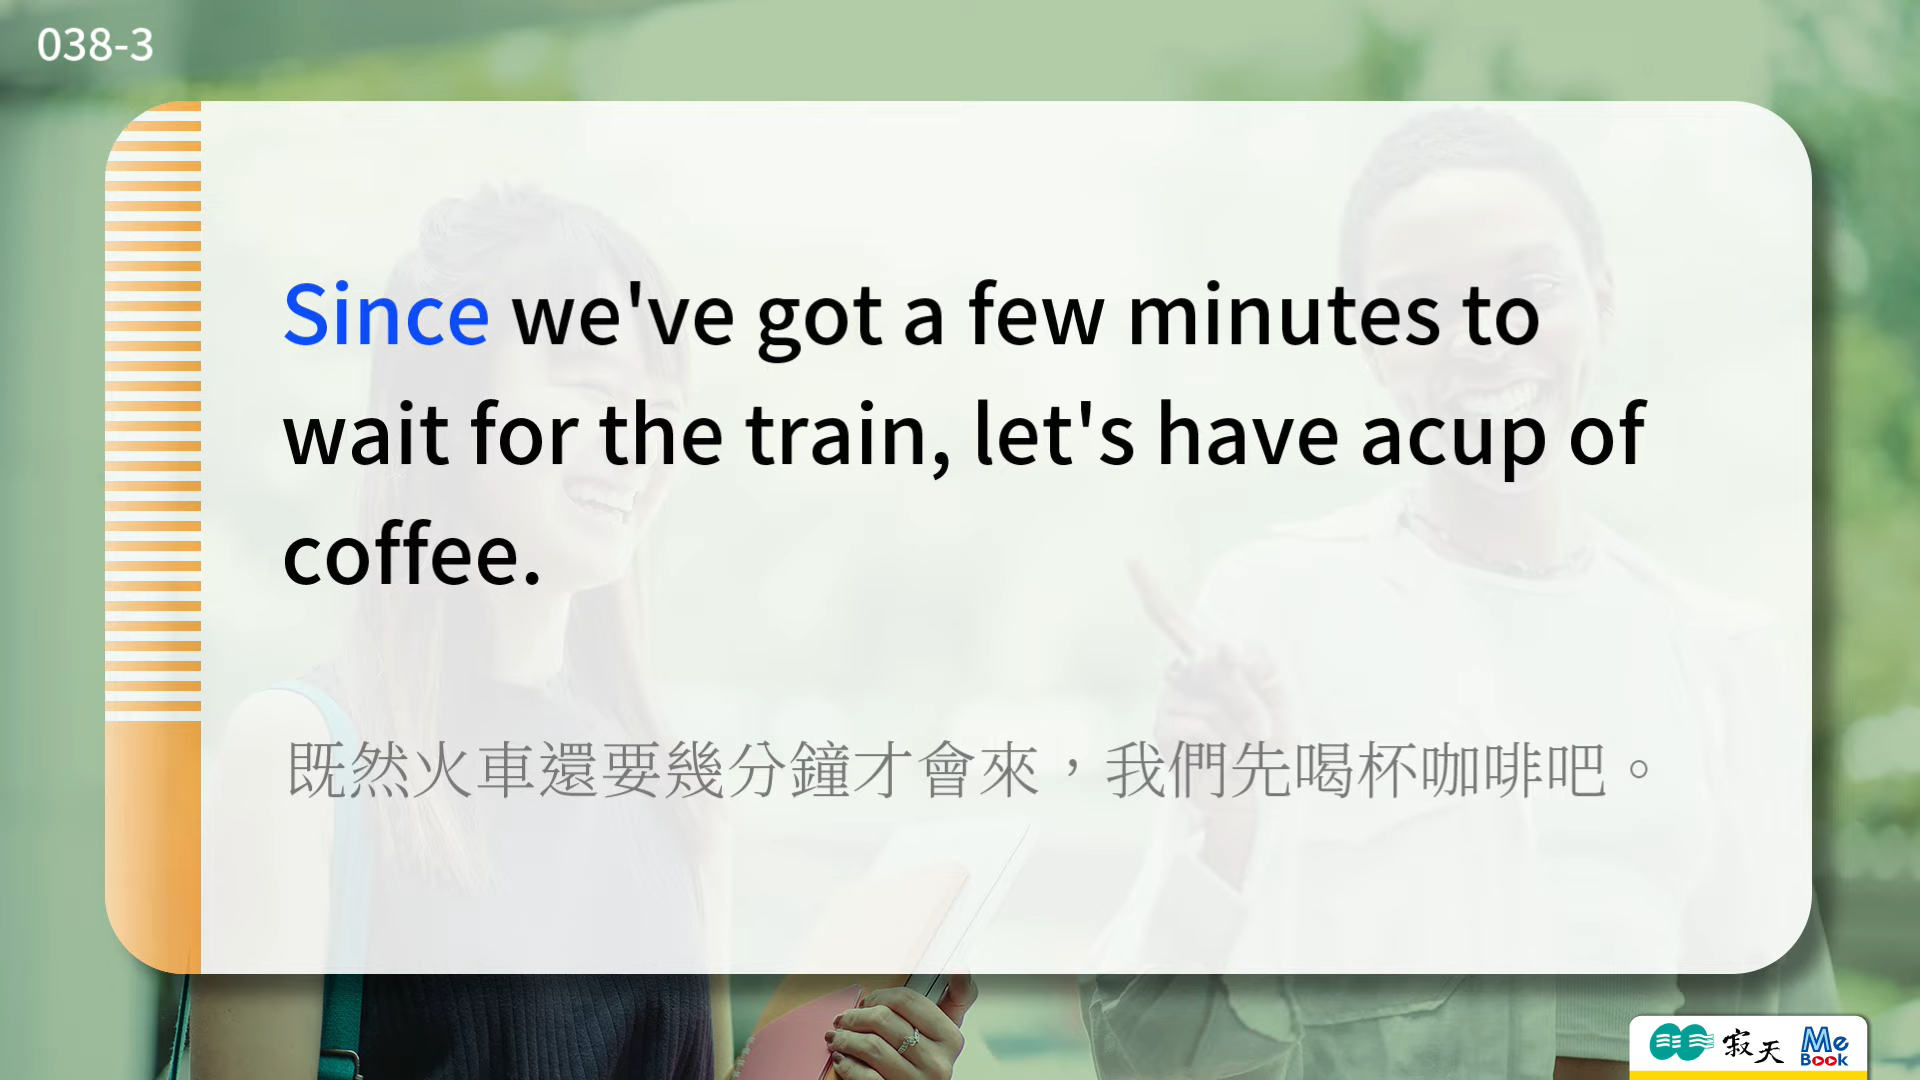 038-3
Since we've got a few minutes to
wait for the train, let's have acup of
coffee.
既然火車還要幾分鐘才會來，我們先喝杯咖啡吧。
寂天 Me Book